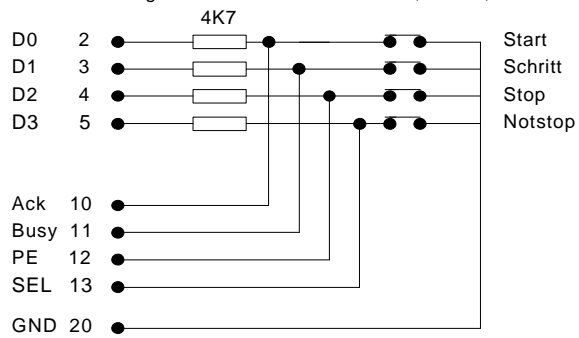 4K7
D0 2 Start
D1 3 Schritt
D2 4 Stop
D3 5 Notstop
Ack 10
Busy 11
PE 12
SEL 13
GND 20